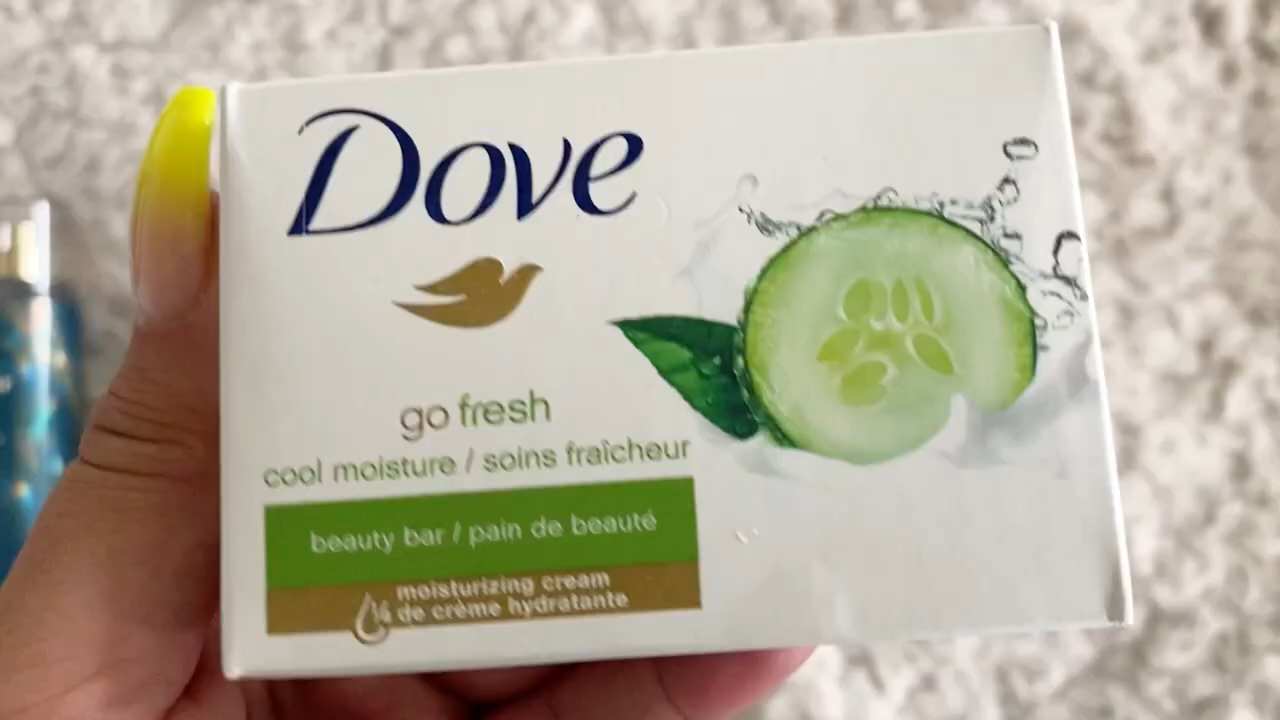 Dove
go fresh
cool moisture / soins fraîcheur
beauty bar / pain de beauté
moisturizing cream
¼ de crème hydratante